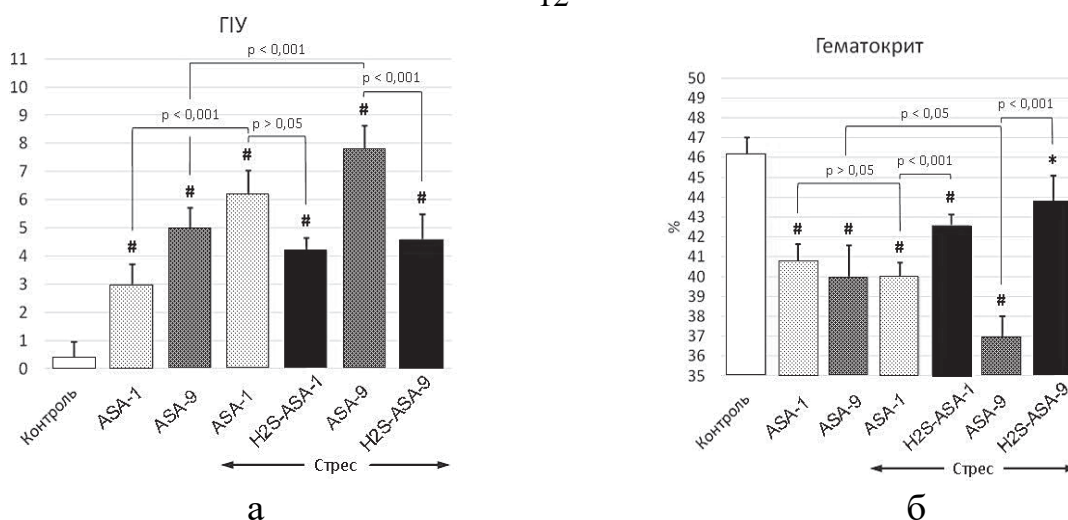 12
ГІУ
11
10
9
8
7
6
5
4
3
2
1
0
p < 0,001
p < 0,001
p > 0,05
p < 0,001
# # # # # #
Контроль
ASA-1
ASA-9
ASA-1
H2S-ASA-1
ASA-9
H2S-ASA-9
Стрес
а
Гематокрит
%
50
49
48
47
46
45
44
43
42
41
40
39
38
37
36
35
p < 0,05
p < 0,001
p > 0,05
p < 0,001
# # # # # *
Контроль
ASA-1
ASA-9
ASA-1
H2S-ASA-1
ASA-9
H2S-ASA-9
Стрес
б